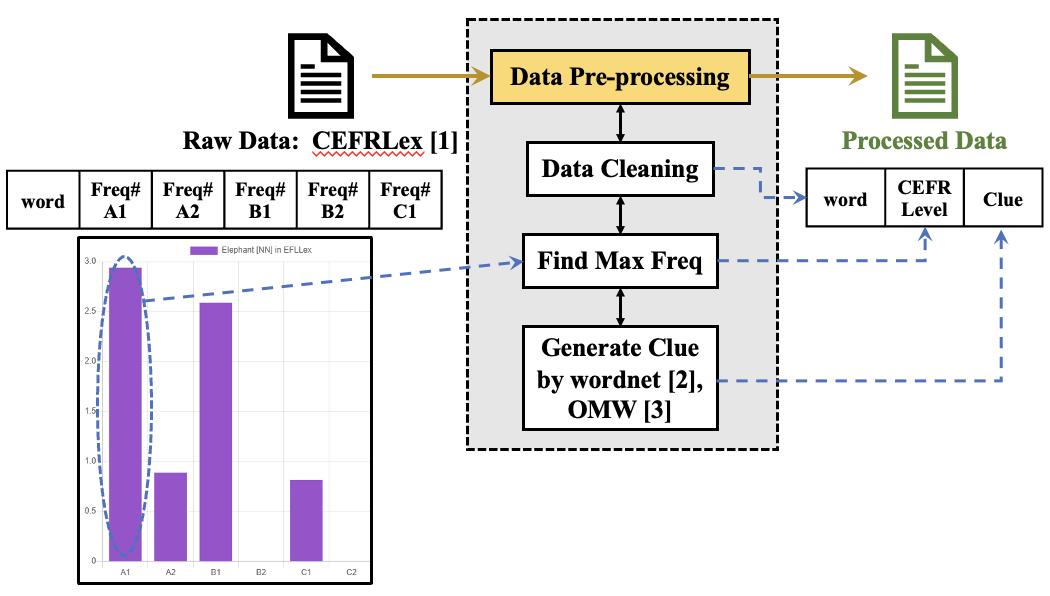 Data Pre-processing
Raw Data: CEFRLex [1]
Processed Data
word
Freq#
A1
Freq#
A2
Freq#
B1
Freq#
B2
Freq#
C1
Data Cleaning
word
CEFR
Level
Clue
Elephant [NN] in EFLLex
3.0
2.5
2.0
1.5
1.0
0.5
0
A1
A2
B1
B2
C1
C2
Find Max Freq
Generate Clue
by wordnet [2],
OMW [3]